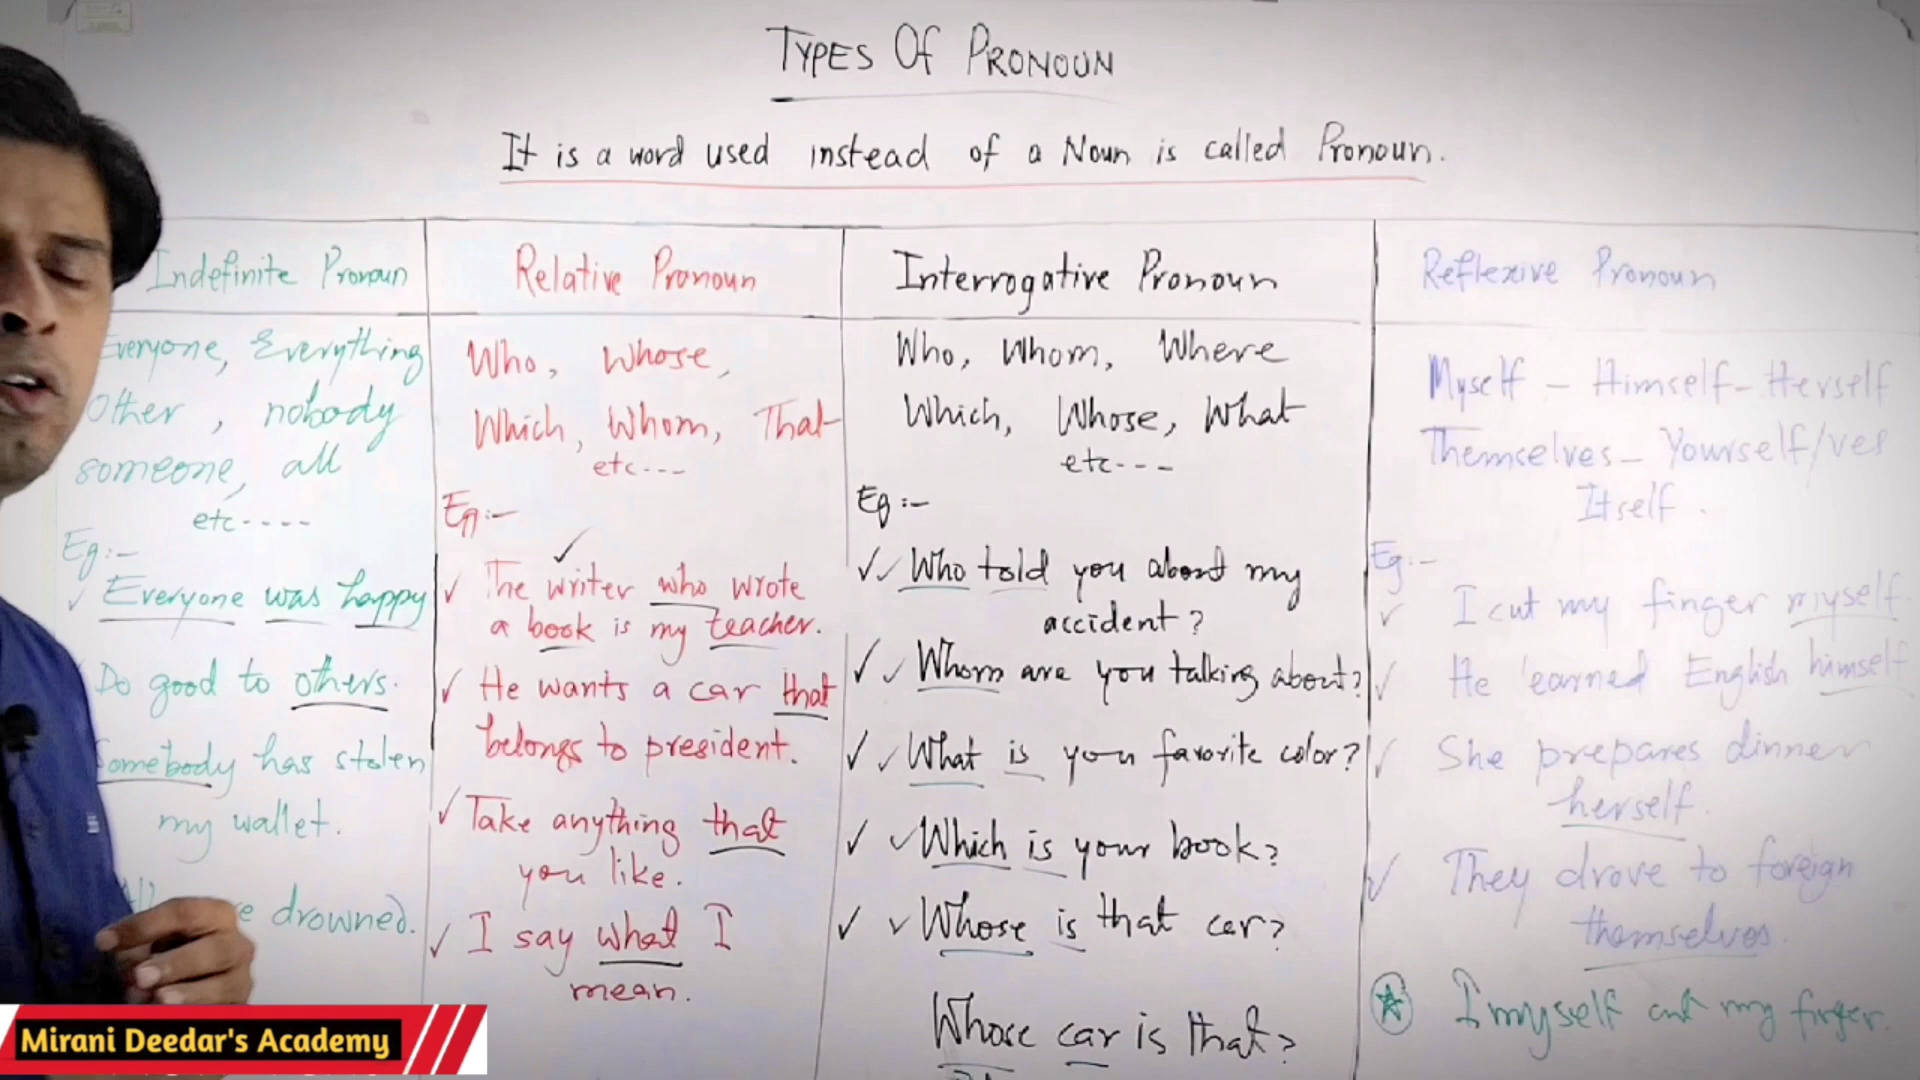 TYPES OF PRONOUN
It is a word used instead of a Noun is called Pronoun.
Indefinite Pronoun
Everyone, Everything
Other, nobody
someone, all
etc----
Eg:-
Everyone was happy
Do good to others.
Somebody has stolen
my wallet.
drowned.
Relative Pronoun
Who, Whose,
Which, Whom, That
etc---
Eg:-
The writer who wrote
a book is my teacher.
He wants a car that
belongs to president.
Take anything that
you like.
I say what I
mean.
Interrogative Pronoun
Who, Whom, Where
Which, Whose, What
etc---
Eg:-
Who told you about my
accident?
Whom are you talking about?
What is you favorite color?
Which is your book?
Whose is that car?
Whose car is that?
Reflexive Pronoun
Myself - Himself - Herself
Themselves - Yourself/ves
Itself.
Eg:-
I cut my finger myself.
He earned English himself
She prepares dinner
herself.
They drove to foreign
themselves.
I myself cut my finger.
Mirani Deedar's Academy